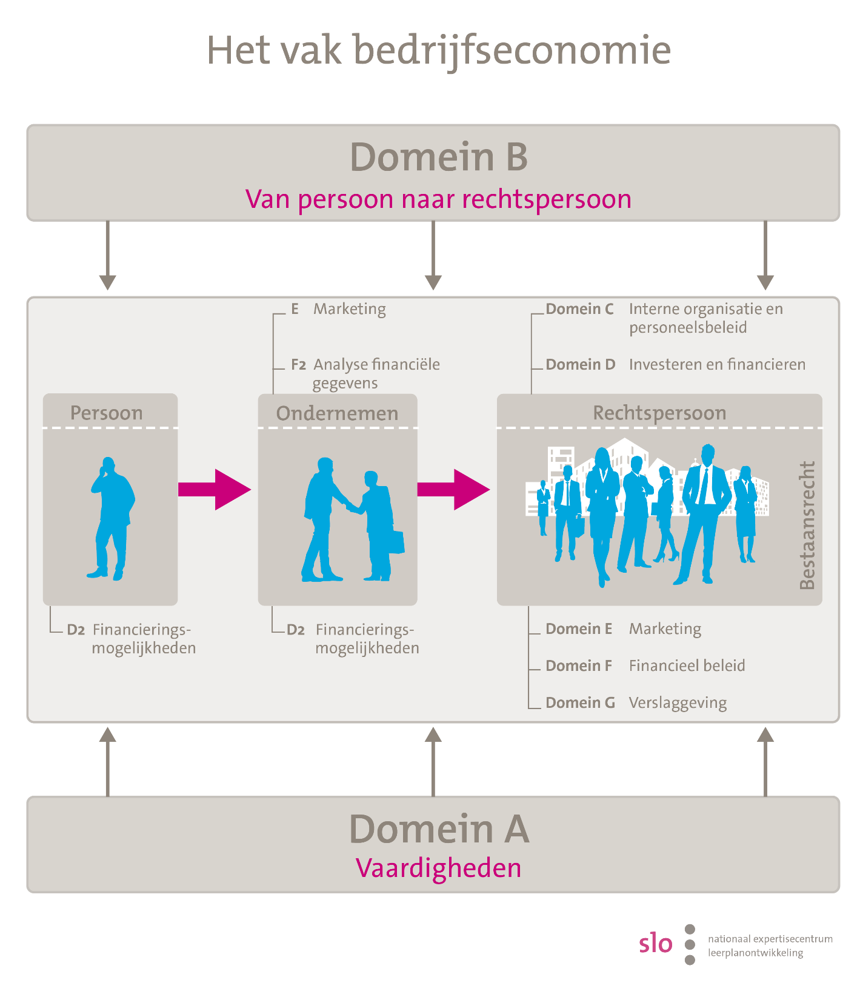 Het vak bedrijfseconomie
Domein B
Van persoon naar rechtspersoon
E Marketing
F2 Analyse financiële
gegevens
Domein C Interne organisatie en
personeelsbeleid
Domein D Investeren en financieren
Persoon
Ondernemen
Rechtspersoon
Bestaansrecht
D2 Financierings-
mogelijkheden
D2 Financierings-
mogelijkheden
Domein E Marketing
Domein F Financieel beleid
Domein G Verslaggeving
Domein A
Vaardigheden
slo
nationaal expertisecentrum
leerplanontwikkeling